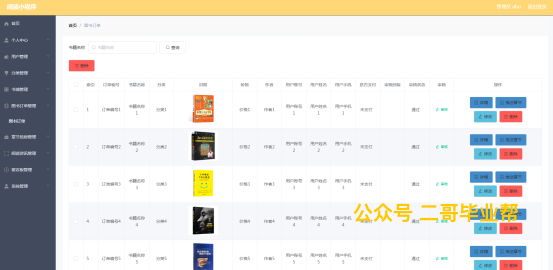 阅读小程序
首页
个人中心
用户管理
分类管理
书籍管理
图书订单管理
图书订单
留言板管理
系统管理
首页 / 图书订单
书籍名称 书籍名称 查询
删除
索引 订单编号 书籍名称 分类 封面 价格 作者 用户账号 用户姓名 用户手机 是否支付 审核回复 审核状态 审核 操作
1 订单编号1 书籍名称1 分类1 价格1 作者1 用户账号1 用户姓名1 用户手机1 未支付 通过 审核 详情
修改 删除
2 订单编号2 书籍名称2 分类2 价格2 作者2 用户账号2 用户姓名2 用户手机2 未支付 通过 审核 详情
修改 删除
3 订单编号3 书籍名称3 分类3 价格3 作者3 用户账号3 用户姓名3 用户手机3 未支付 通过 审核 详情
修改 删除
4 订单编号4 书籍名称4 分类4 价格4 作者4 用户账号4 用户姓名4 用户手机4 未支付 通过 审核 详情
修改 删除
公众号 二哥毕业帮
5 订单编号5 书籍名称5 分类5 价格5 作者5 用户账号5 用户姓名5 用户手机5 未支付 通过 审核 详情
修改 删除